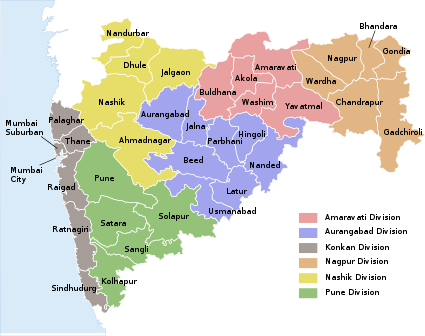 Bhandara
Nandurbar
Gondia
Nagpur
Dhule
Jalgaon
Amaravati
Akola
Wardha
Buldhana
Washim
Yavatmal
Chandrapur
Nashik
Aurangabad
Palaghar
Mumbai
Suburban
Jalna
Hingoli
Gadchiroli
Thane
Ahmadnagar
Parbhani
Mumbai
City
Beed
Nanded
Pune
Raigad
Latur
Usmanabad
Solapur
Satara
Ratnagiri
Sangli
Sindhudurg
Kolhapur
Amaravati Division
Aurangabad Division
Konkan Division
Nagpur Division
Nashik Division
Pune Division